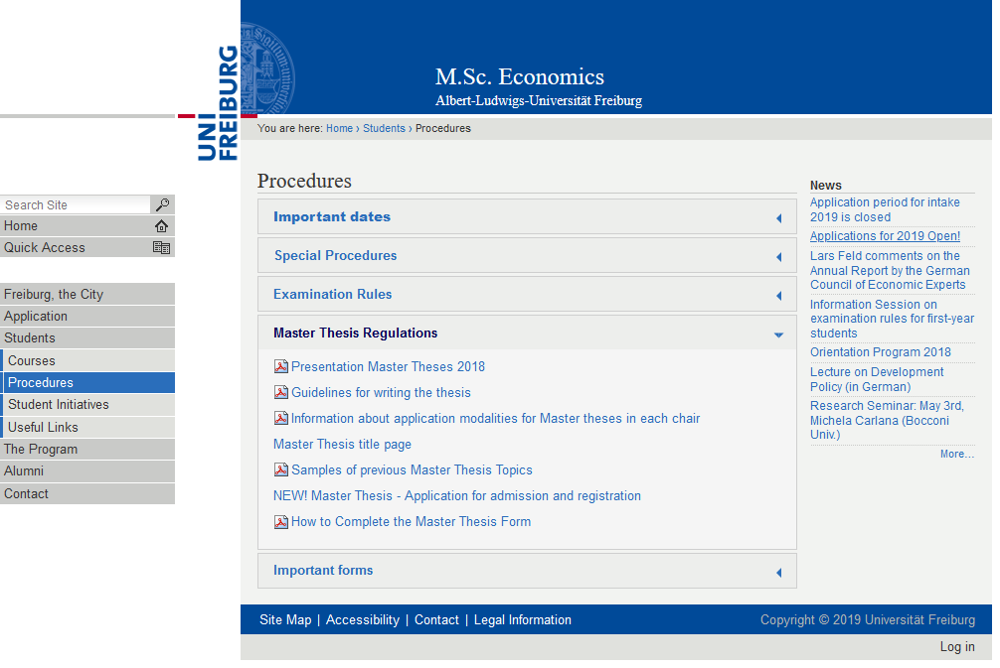 UNI
FREIBURG
M.Sc. Economics
Albert-Ludwigs-Universität Freiburg
You are here: Home › Students › Procedures
Search Site
Home
Quick Access
Freiburg, the City
Application
Students
Courses
Procedures
Student Initiatives
Useful Links
The Program
Alumni
Contact
Procedures
Important dates
Special Procedures
Examination Rules
Master Thesis Regulations
Presentation Master Theses 2018
Guidelines for writing the thesis
Information about application modalities for Master theses in each chair
Master Thesis title page
Samples of previous Master Thesis Topics
NEW! Master Thesis - Application for admission and registration
How to Complete the Master Thesis Form
Important forms
News
Application period for intake
2019 is closed
Applications for 2019 Open!
Lars Feld comments on the
Annual Report by the German
Council of Economic Experts
Information Session on
examination rules for first-year
students
Orientation Program 2018
Lecture on Development
Policy (in German)
Research Seminar: May 3rd,
Michela Carlana (Bocconi
Univ.)
More...
Site Map | Accessibility | Contact | Legal Information
Copyright © 2019 Universität Freiburg
Log in